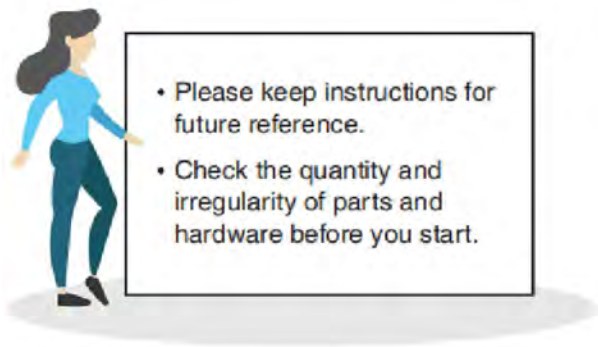 • Please keep instructions for
future reference.
• Check the quantity and
irregularity of parts and
hardware before you start.